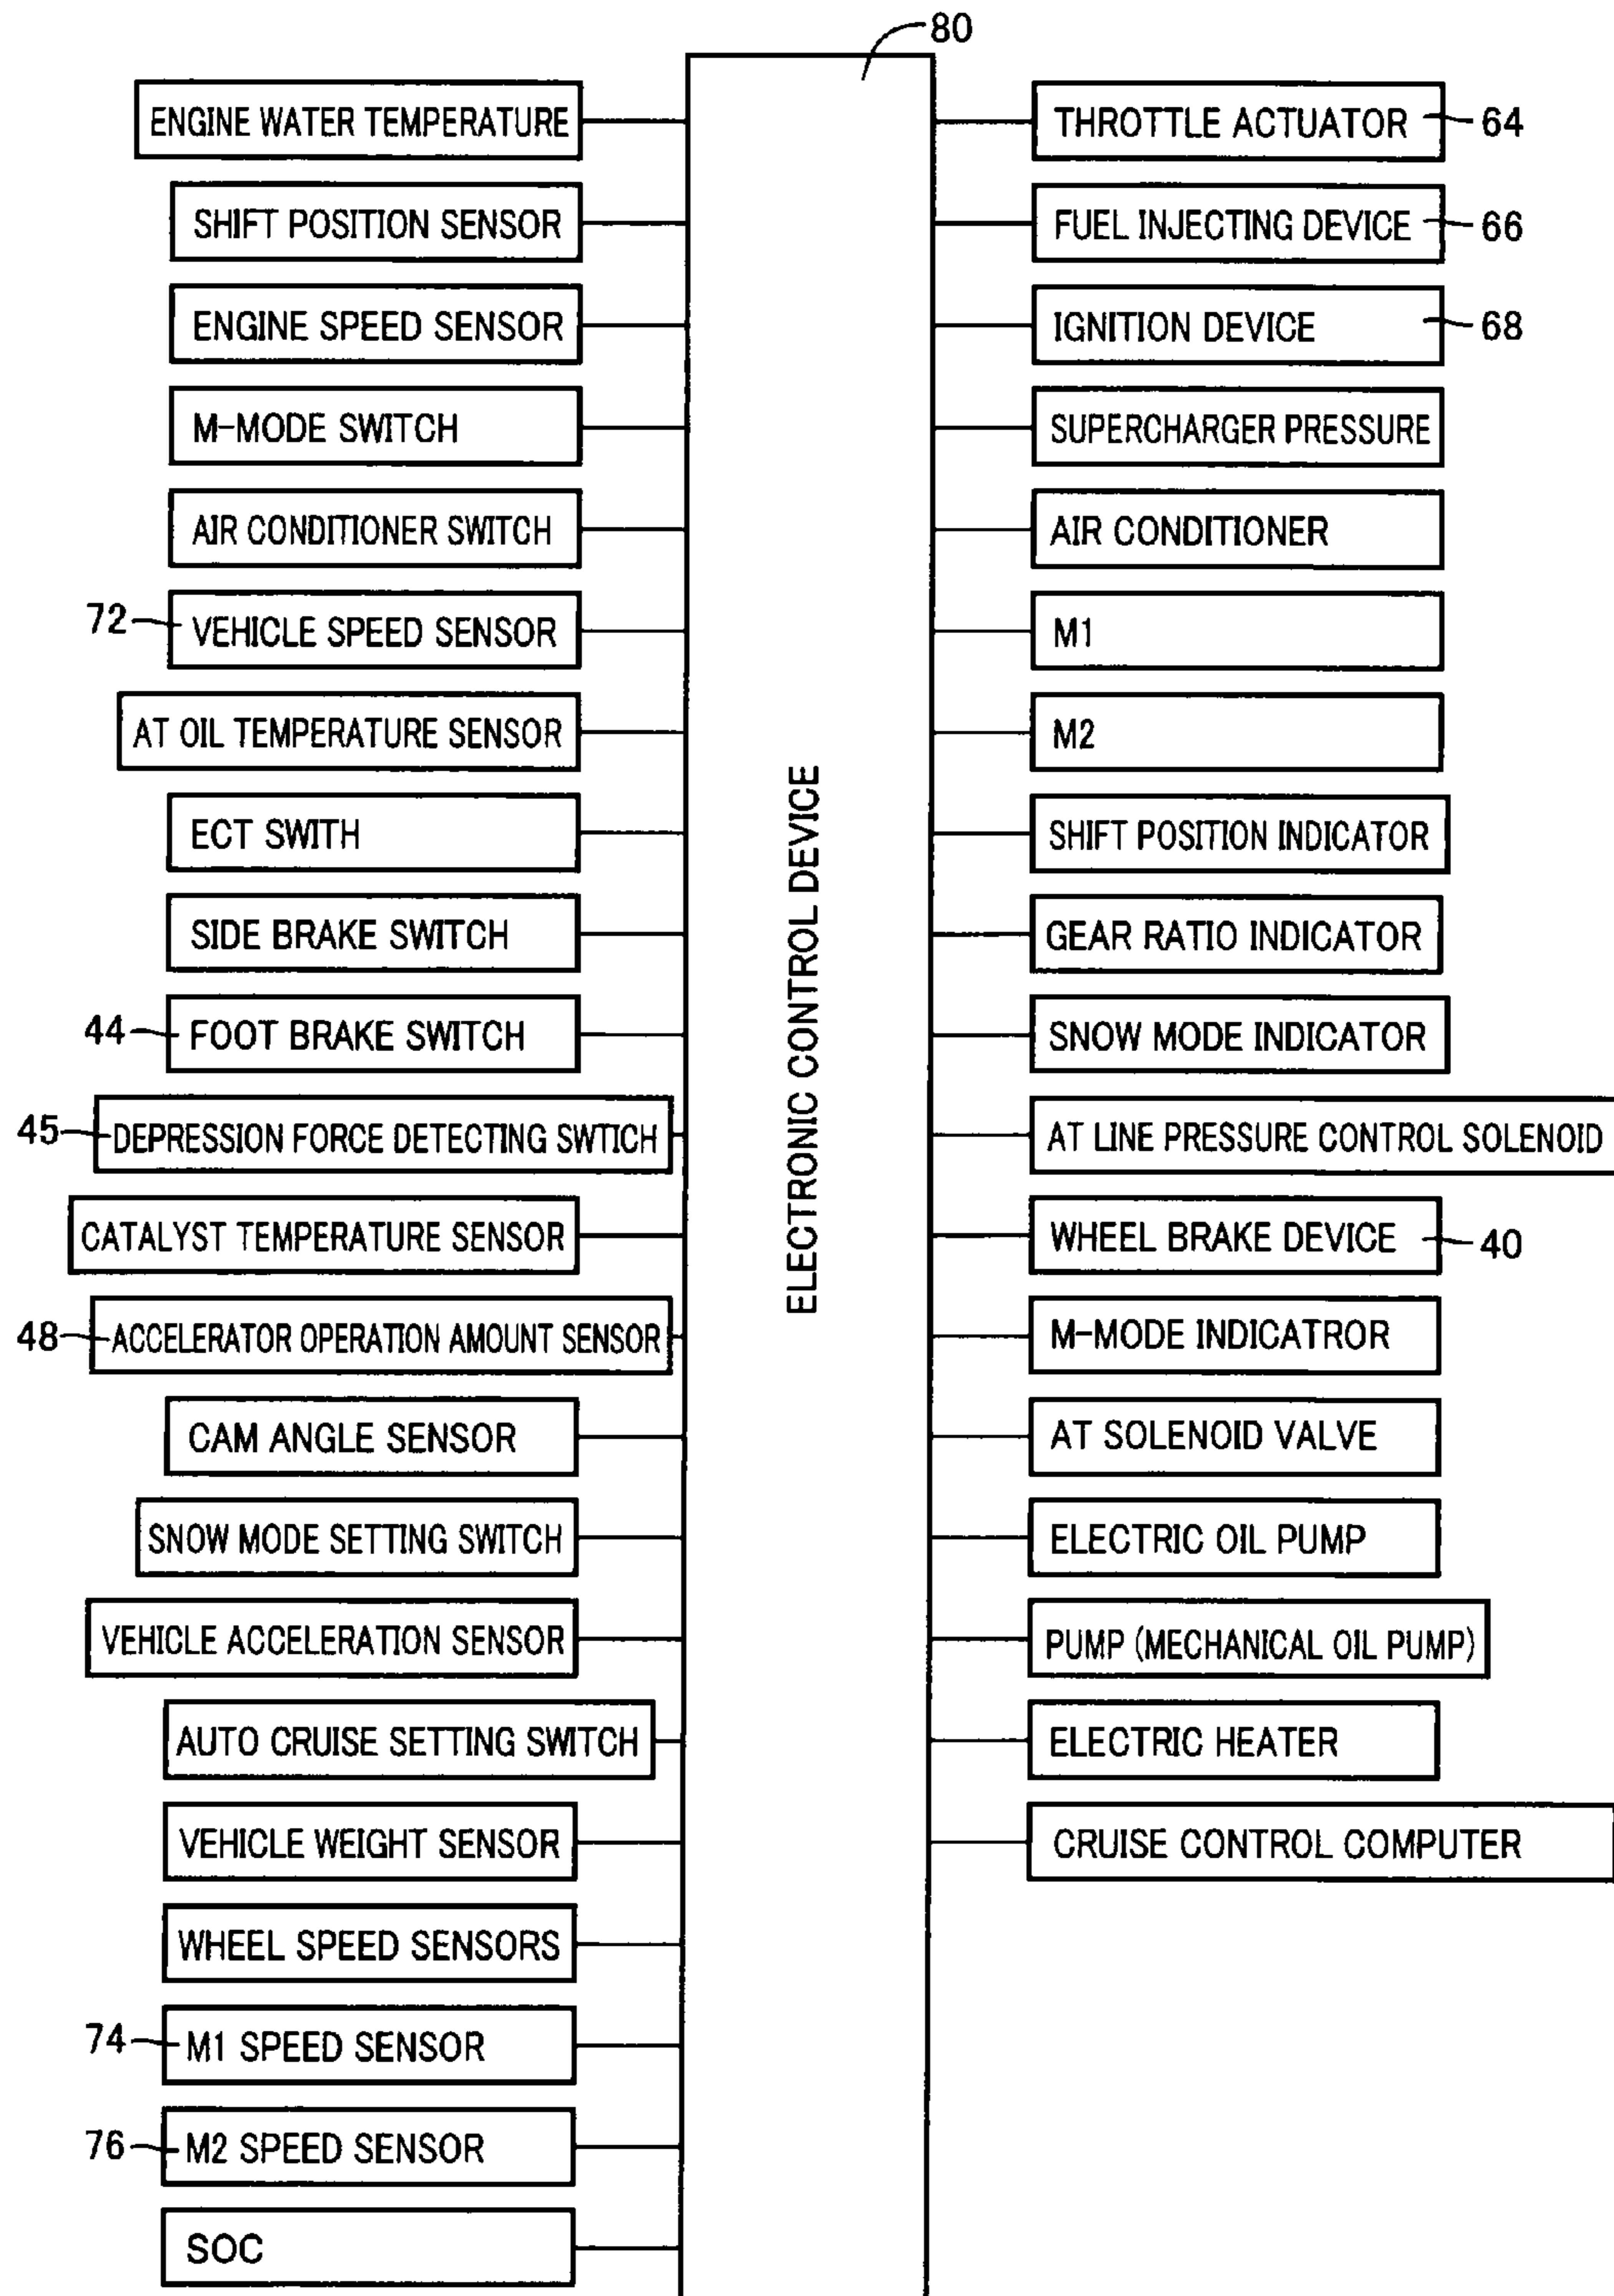 80
ENGINE WATER TEMPERATURE
SHIFT POSITION SENSOR
ENGINE SPEED SENSOR
M-MODE SWITCH
AIR CONDITIONER SWITCH
72
VEHICLE SPEED SENSOR
AT OIL TEMPERATURE SENSOR
ECT SWITH
SIDE BRAKE SWITCH
44
FOOT BRAKE SWITCH
45
DEPRESSION FORCE DETECTING SWTICH
CATALYST TEMPERATURE SENSOR
48
ACCELERATOR OPERATION AMOUNT SENSOR
CAM ANGLE SENSOR
SNOW MODE SETTING SWITCH
VEHICLE ACCELERATION SENSOR
AUTO CRUISE SETTING SWITCH
VEHICLE WEIGHT SENSOR
WHEEL SPEED SENSORS
74
M1 SPEED SENSOR
76
M2 SPEED SENSOR
SOC
ELECTRONIC CONTROL DEVICE
THROTTLE ACTUATOR
64
FUEL INJECTING DEVICE
66
IGNITION DEVICE
68
SUPERCHARGER PRESSURE
AIR CONDITIONER
M1
M2
SHIFT POSITION INDICATOR
GEAR RATIO INDICATOR
SNOW MODE INDICATOR
AT LINE PRESSURE CONTROL SOLENOID
WHEEL BRAKE DEVICE
40
M-MODE INDICATROR
AT SOLENOID VALVE
ELECTRIC OIL PUMP
PUMP (MECHANICAL OIL PUMP)
ELECTRIC HEATER
CRUISE CONTROL COMPUTER